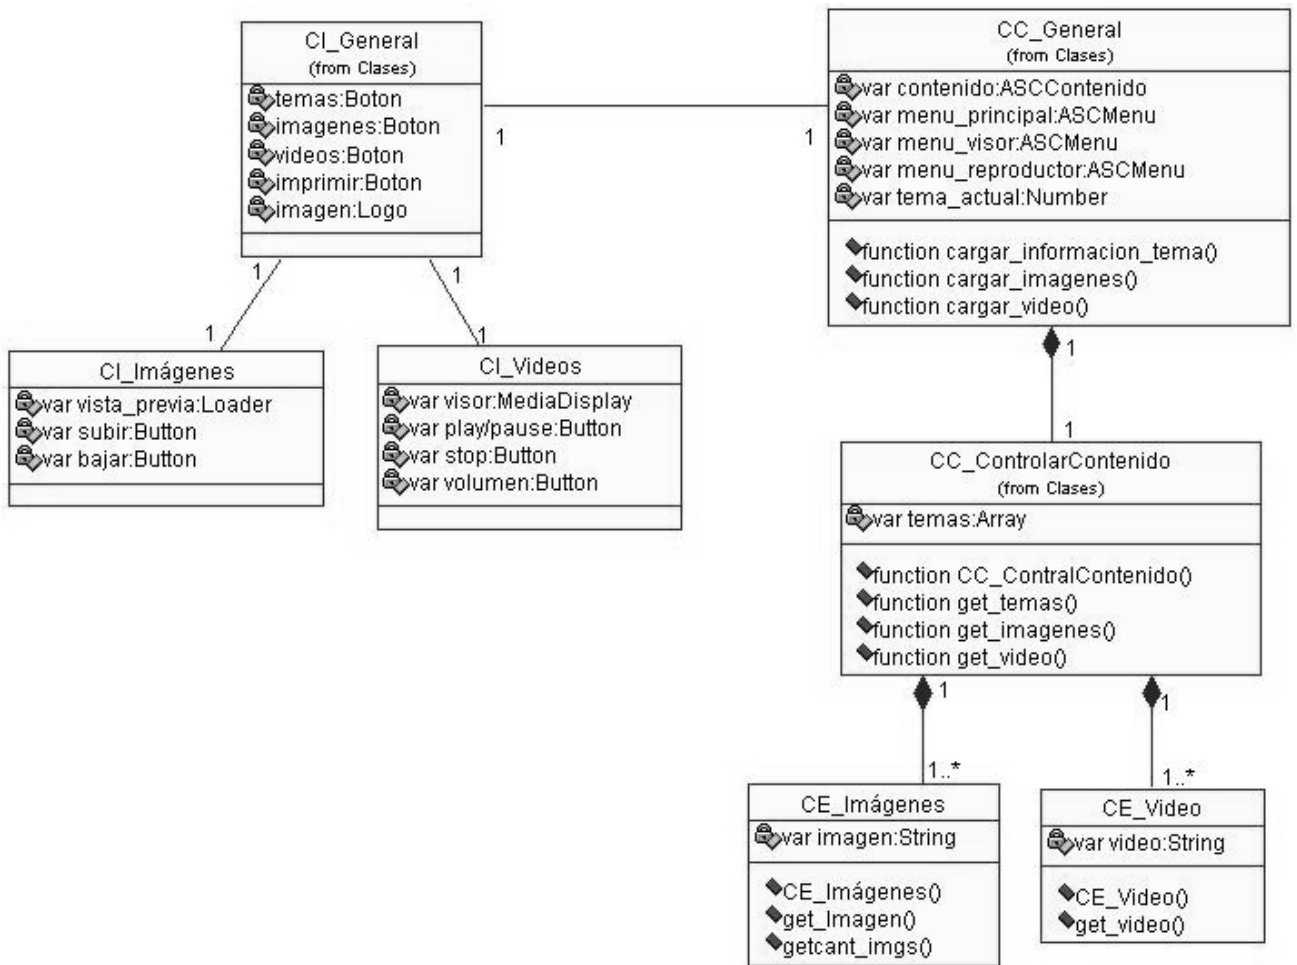 CI_General
(from Clases)
temas:Boton
imagenes:Boton
videos:Boton
imprimir:Boton
imagen:Logo
1
1
CC_General
(from Clases)
var contenido:ASCContenido
var menu_principal:ASCMenu
var menu_visor:ASCMenu
var menu_reproductor:ASCMenu
var tema_actual:Number
function cargar_informacion_tema()
function cargar_imagenes()
function cargar_video()
1
1
1
1
CI_Imágenes
var vista_previa:Loader
var subir:Button
var bajar:Button
CI_Videos
var visor:MediaDisplay
var play/pause:Button
var stop:Button
var volumen:Button
1
1
CC_ControlarContenido
(from Clases)
var temas:Array
function CC_ContralContenido()
function get_temas()
function get_imagenes()
function get_video()
1
1
1..*
1..*
CE_Imágenes
var imagen:String
CE_Imágenes()
get_Imagen()
getcant_imgs()
CE_Video
var video:String
CE_Video()
get_video()